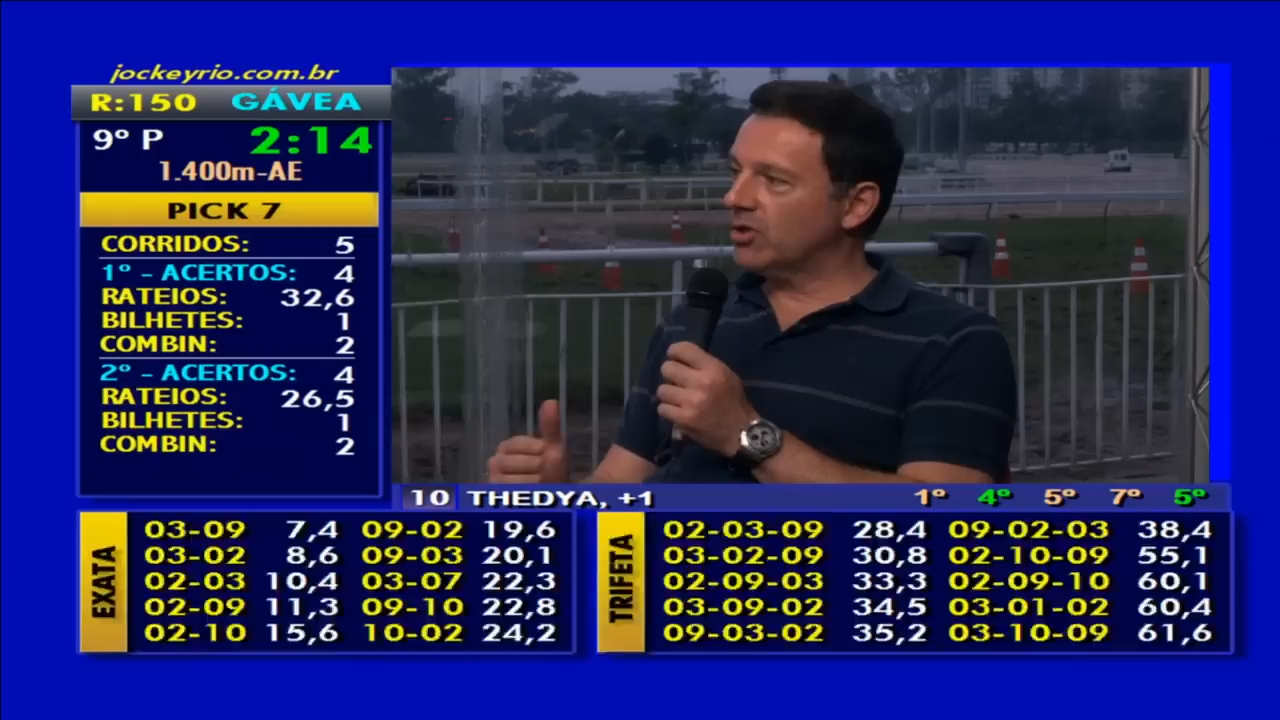 jockeyrio.com.br
R:150 GÁVEA
9º P 2:14
1.400m-AE
PICK 7
CORRIDOS: 5
1º - ACERTOS: 4
RATEIOS: 32,6
BILHETES: 1
COMBIN: 2
2º - ACERTOS: 4
RATEIOS: 26,5
BILHETES: 1
COMBIN: 2
10 THEDYA, +1 1º 4º 5º 7º 5º
EXATA
03-09 7,4 09-02 19,6
03-02 8,6 09-03 20,1
02-03 10,4 03-07 22,3
02-09 11,3 09-10 22,8
02-10 15,6 10-02 24,2
TRIFETA
02-03-09 28,4 09-02-03 38,4
03-02-09 30,8 02-10-09 55,1
02-09-03 33,3 02-09-10 60,1
03-09-02 34,5 03-01-02 60,4
09-03-02 35,2 03-10-09 61,6